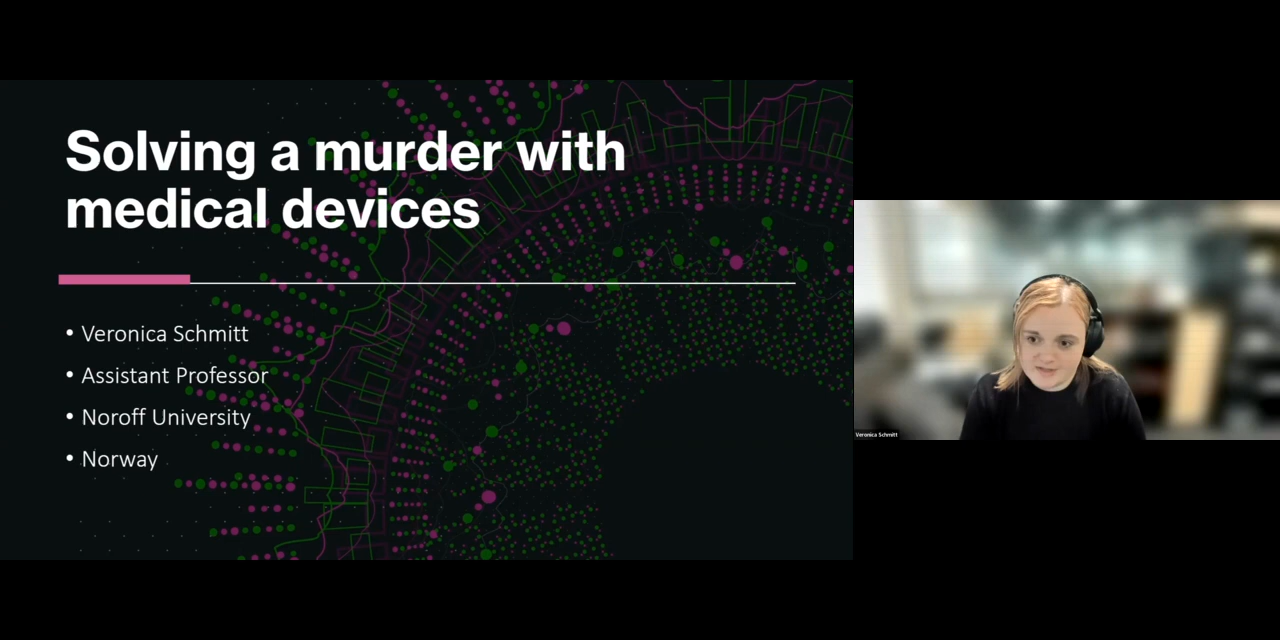 Solving a murder with
medical devices
• Veronica Schmitt
• Assistant Professor
• Noroff University
• Norway
Veronica Schmitt